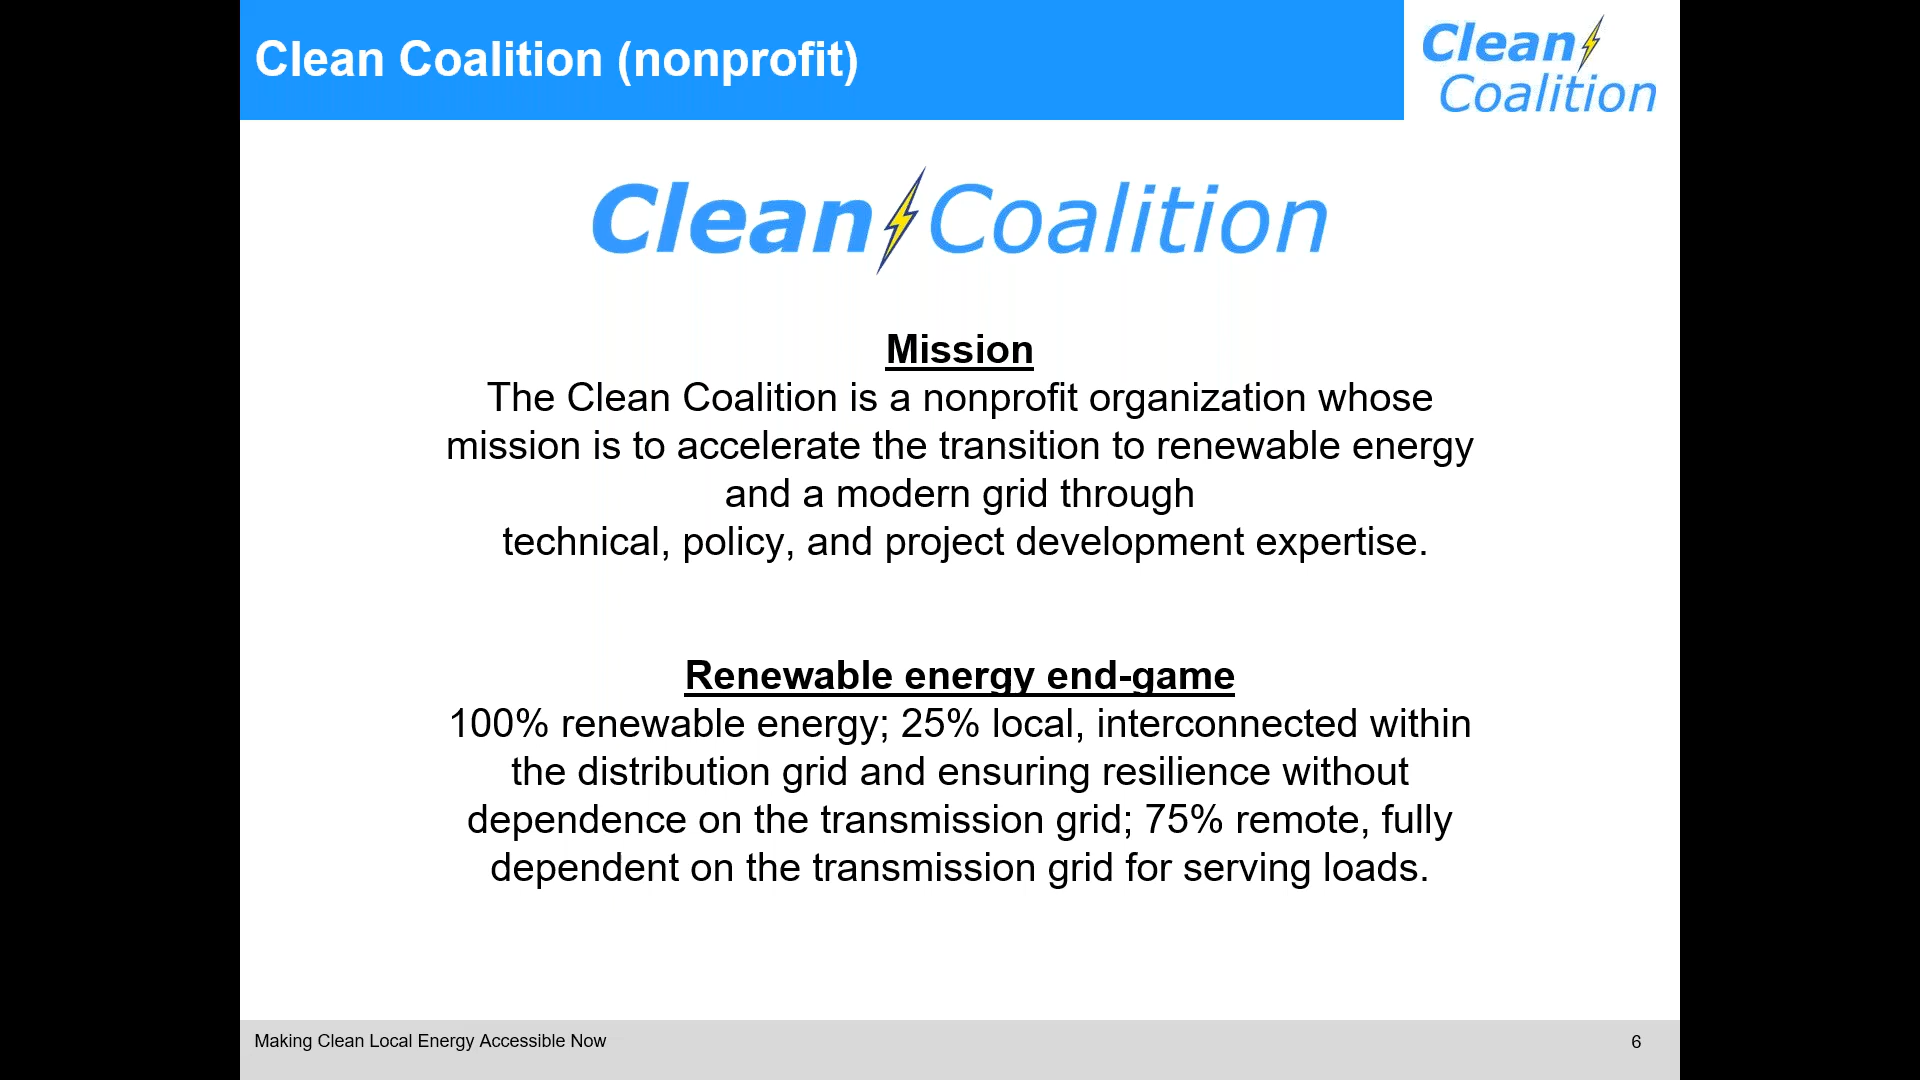 Clean Coalition (nonprofit)
Clean
Coalition
Clean Coalition
Mission
The Clean Coalition is a nonprofit organization whose
mission is to accelerate the transition to renewable energy
and a modern grid through
technical, policy, and project development expertise.
Renewable energy end-game
100% renewable energy; 25% local, interconnected within
the distribution grid and ensuring resilience without
dependence on the transmission grid; 75% remote, fully
dependent on the transmission grid for serving loads.
Making Clean Local Energy Accessible Now
6